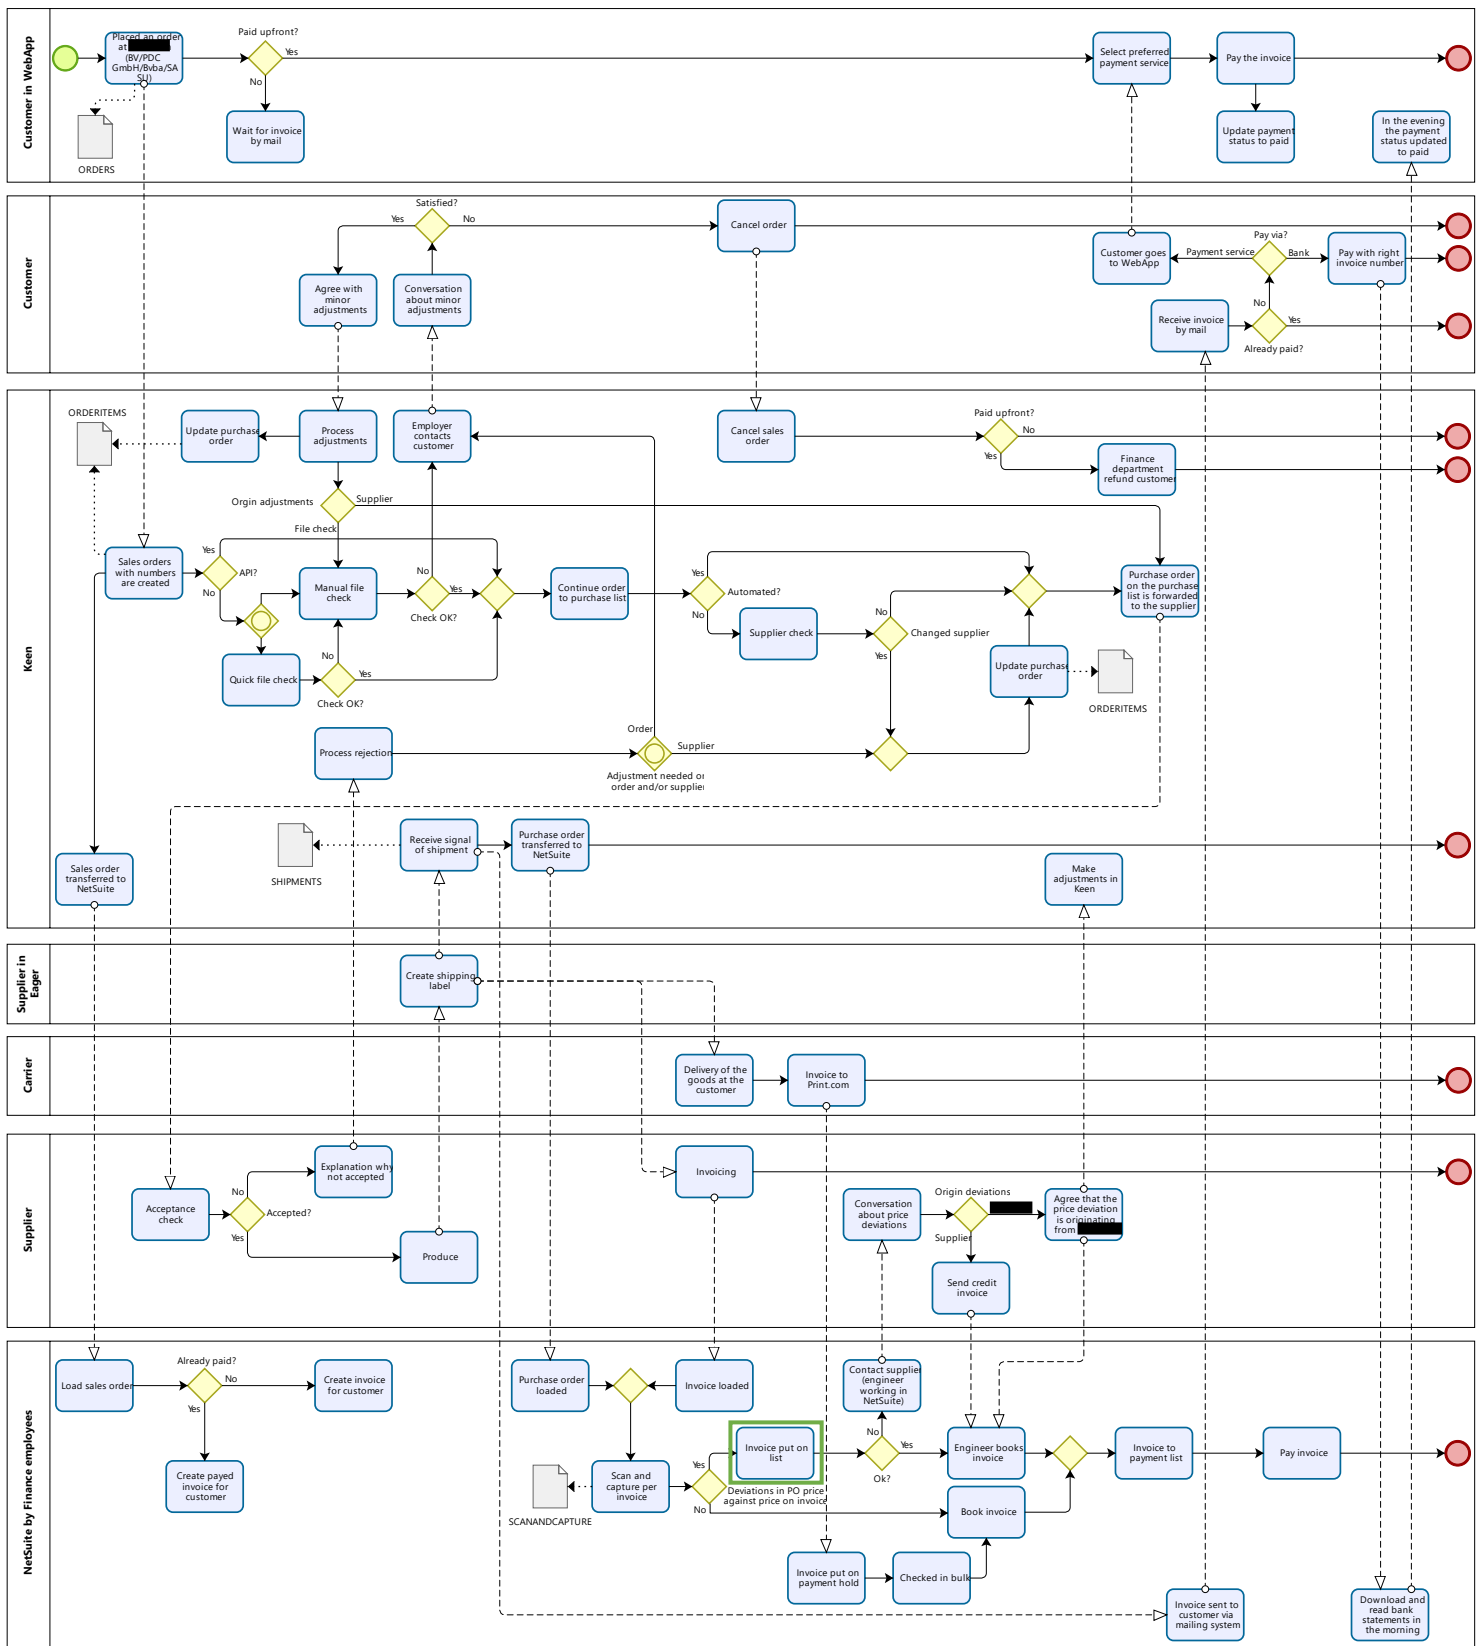 Customer in WebApp
Placed an order
at
(BV/PDC
GmbH/Bvba/SA
SU)
ORDERS
Paid upfront?
Yes
No
Wait for invoice
by mail
Select preferred
payment service
Pay the invoice
Update payment
status to paid
In the evening
the payment
status updated
to paid
Customer
Satisfied?
Yes
No
Agree with
minor
adjustments
Conversation
about minor
adjustments
Cancel order
Customer goes
to WebApp
Payment service
Pay via?
Bank
Pay with right
invoice number
Receive invoice
by mail
No
Yes
Already paid?
Keen
ORDERITEMS
Update purchase
order
Process
adjustments
Employer
contacts
customer
Cancel sales
order
Paid upfront?
No
Yes
Finance
department
refund customer
Orgin adjustments
Supplier
File check
Sales orders
with numbers
are created
Yes
API?
No
Manual file
check
No
Yes
Check OK?
Continue order
to purchase list
Yes
Automated?
No
Supplier check
No
Changed supplier
Yes
Purchase order
on the purchase
list is forwarded
to the supplier
Quick file check
No
Yes
Check OK?
Update purchase
order
ORDERITEMS
Process rejection
Order
Supplier
Adjustment needed on
order and/or supplier
SHIPMENTS
Receive signal
of shipment
Purchase order
transferred to
NetSuite
Sales order
transferred to
NetSuite
Make
adjustments in
Keen
Supplier in
Eager
Create shipping
label
Carrier
Delivery of the
goods at the
customer
Invoice to
Print.com
Supplier
Acceptance
check
No
Accepted?
Yes
Explanation why
not accepted
Produce
Invoicing
Conversation
about price
deviations
Origin deviations
Supplier
Agree that the
price deviation
is originating
from
Send credit
invoice
NetSuite by Finance employees
Load sales order
Already paid?
No
Yes
Create invoice
for customer
Create payed
invoice for
customer
Purchase order
loaded
Invoice loaded
Contact supplier
(engineer
working in
NetSuite)
SCANANDCAPTURE
Scan and
capture per
invoice
Yes
No
Invoice put on
list
Deviations in PO price
against price on invoice
No
Yes
Ok?
Engineer books
invoice
Book invoice
Invoice to
payment list
Pay invoice
Invoice put on
payment hold
Checked in bulk
Invoice sent to
customer via
mailing system
Download and
read bank
statements in
the morning